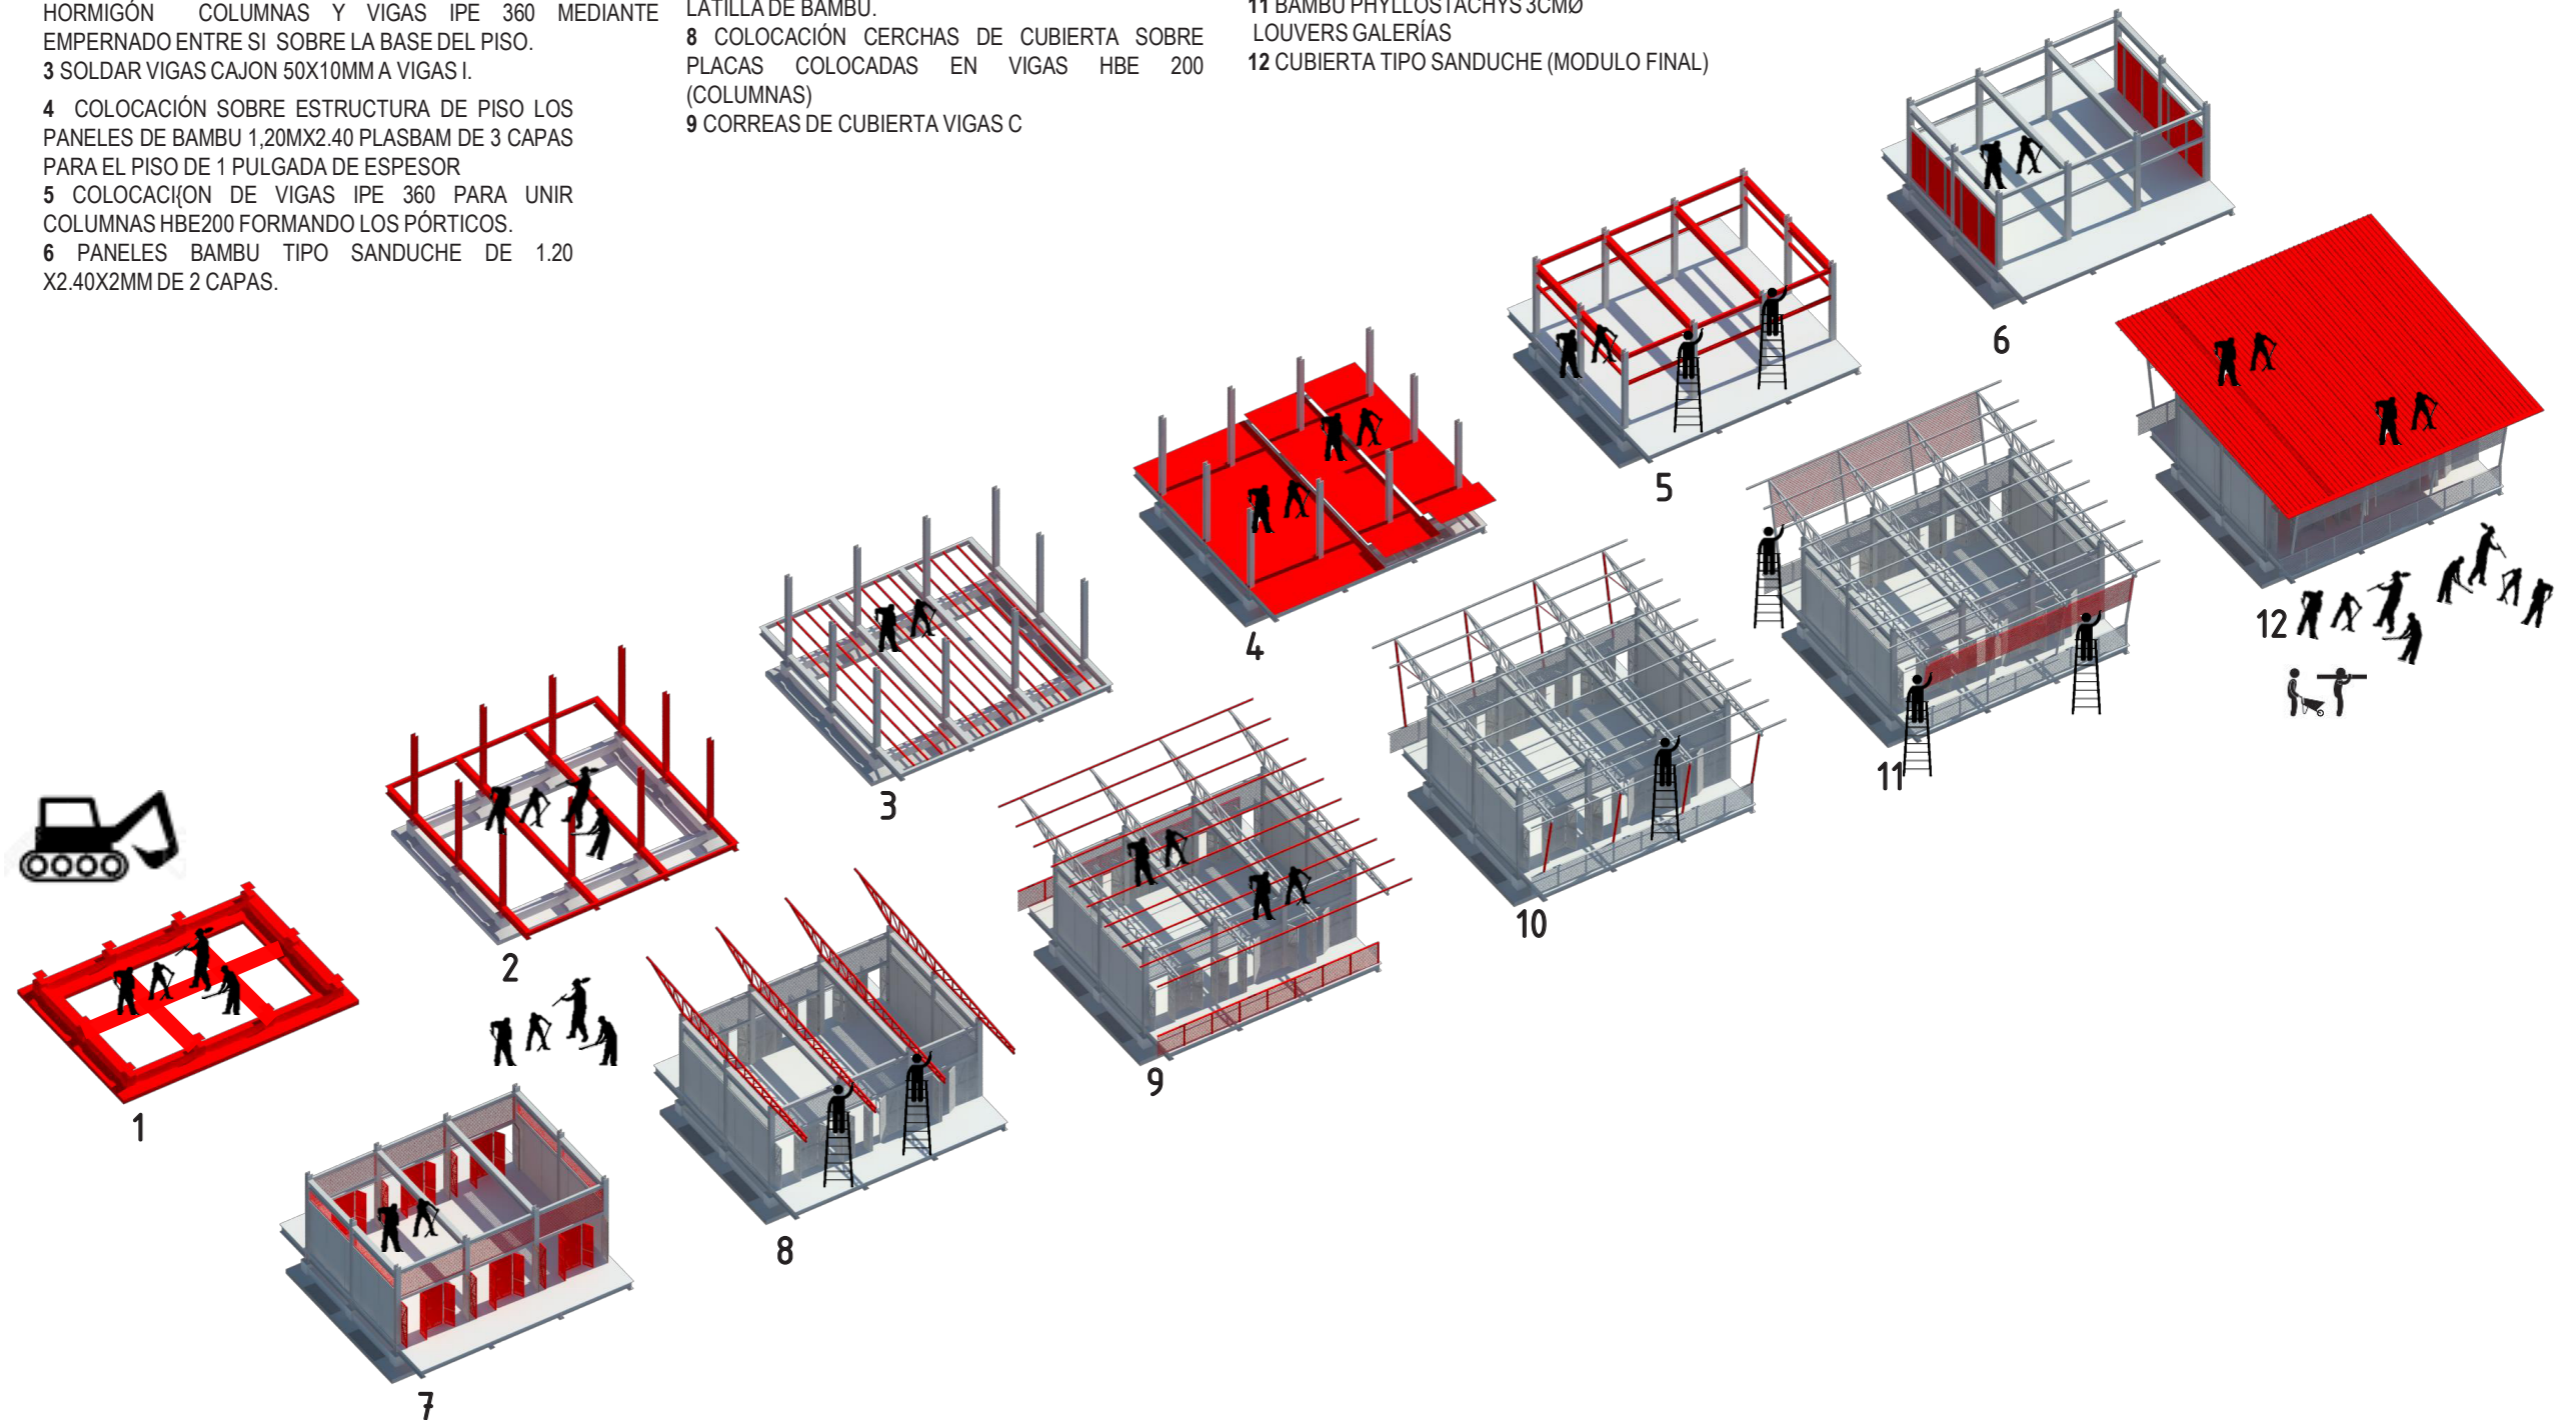 HORMIGÓN COLUMNAS Y VIGAS IPE 360 MEDIANTE
EMPERNADO ENTRE SI SOBRE LA BASE DEL PISO.
3 SOLDAR VIGAS CAJON 50X10MM A VIGAS I.
4 COLOCACIÓN SOBRE ESTRUCTURA DE PISO LOS
PANELES DE BAMBU 1,20MX2.40 PLASBAM DE 3 CAPAS
PARA EL PISO DE 1 PULGADA DE ESPESOR
5 COLOCACI{ON DE VIGAS IPE 360 PARA UNIR
COLUMNAS HBE200 FORMANDO LOS PÓRTICOS.
6 PANELES BAMBU TIPO SANDUCHE DE 1.20
X2.40X2MM DE 2 CAPAS.
LATILLA DE BAMBU.
8 COLOCACIÓN CERCHAS DE CUBIERTA SOBRE
PLACAS COLOCADAS EN VIGAS HBE 200
(COLUMNAS)
9 CORREAS DE CUBIERTA VIGAS C
11 BAMBU PHYLLOSTACHYS 3CMØ
LOUVERS GALERÍAS
12 CUBIERTA TIPO SANDUCHE (MODULO FINAL)
6
5
4
12
3
11
10
2
9
1
8
7